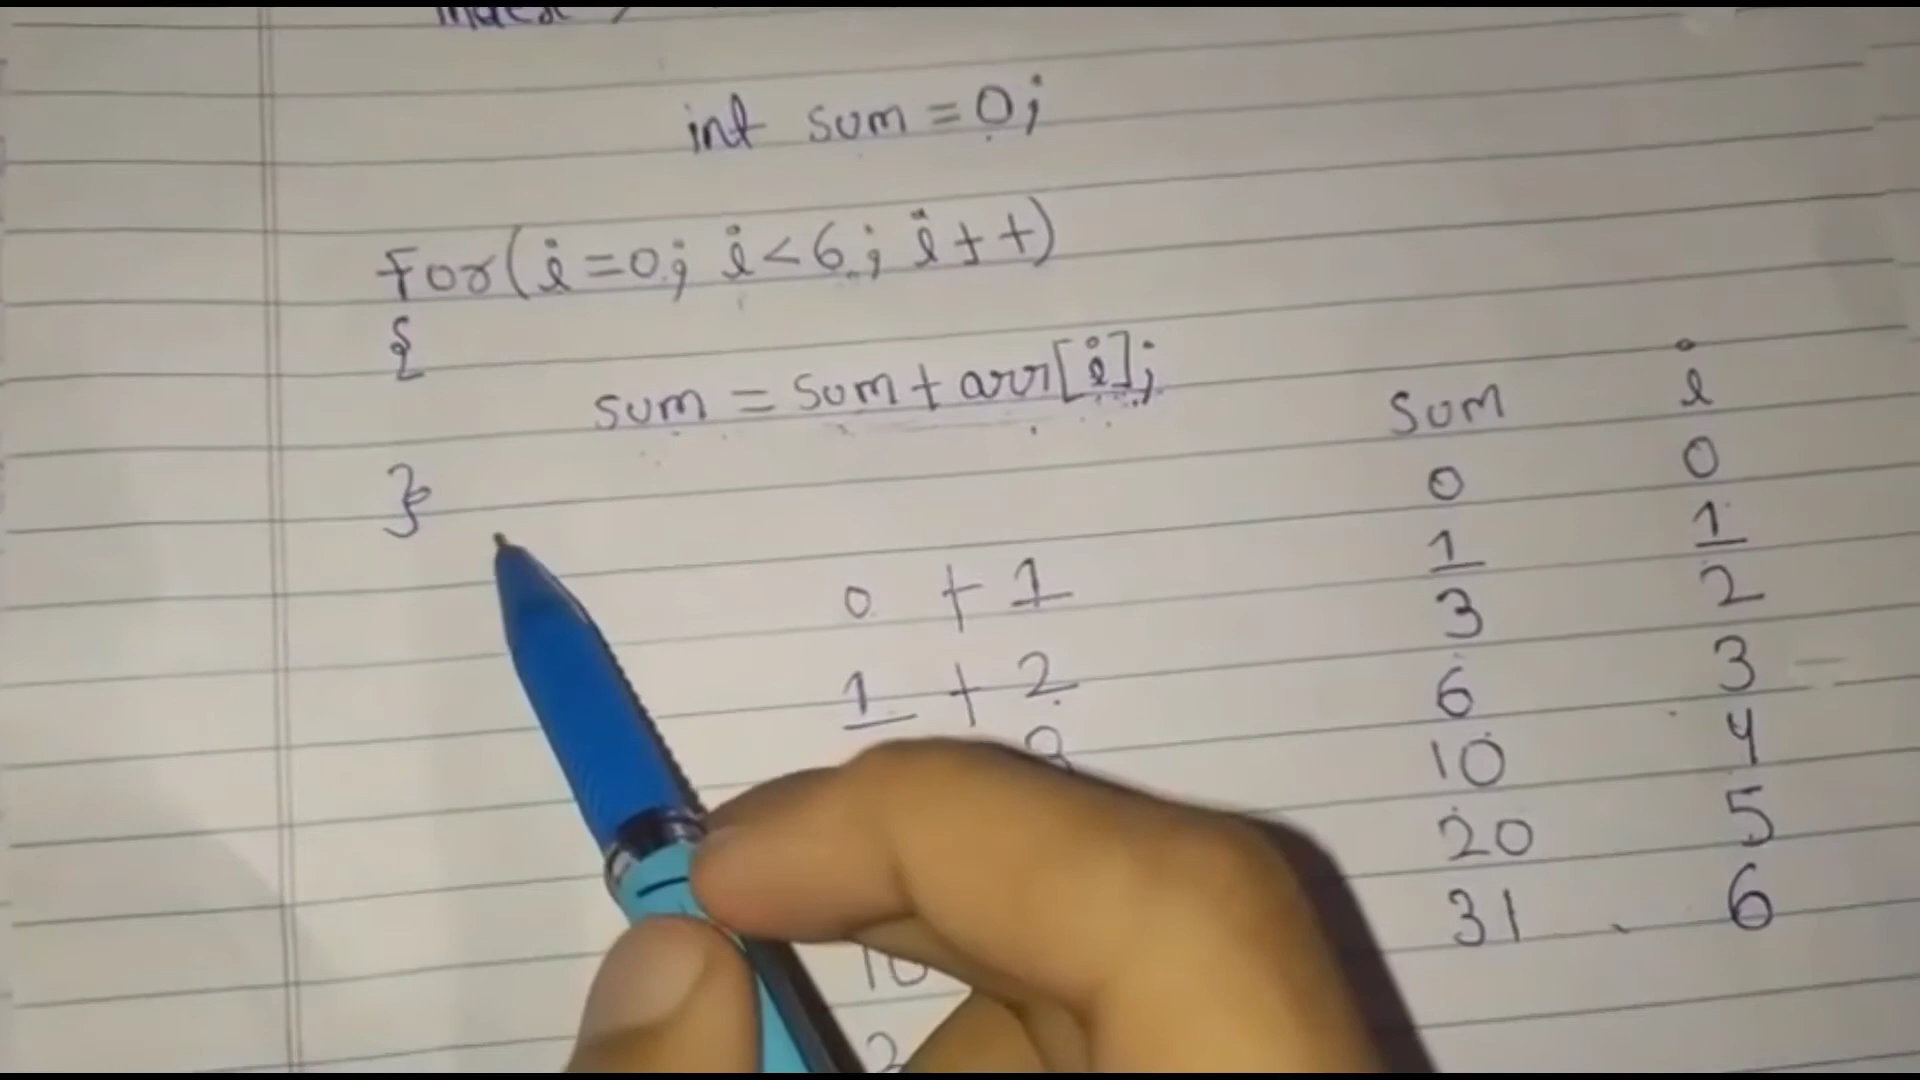 int sum = 0;
For(i=0; i<6; i++)
{
sum = sum + arr[i];
}
sum i
0 0
1 1
3 2
6 3
10 4
20 5
31 6
0 + 1
1 + 2
10